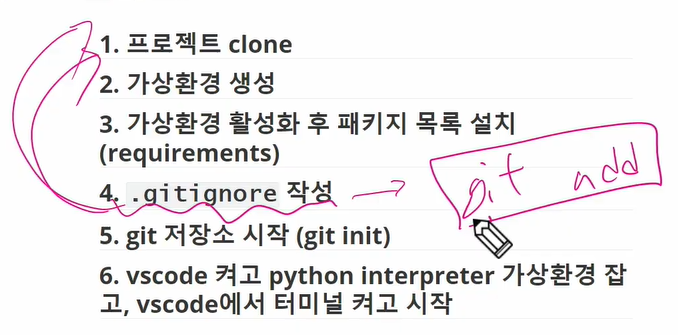 1. 프로젝트 clone
2. 가상환경 생성
3. 가상환경 활성화 후 패키지 목록 설치
(requirements)
4. .gitignore 작성 git add
5. git 저장소 시작 (git init)
6. vscode 켜고 python interpreter 가상환경 잡
고, vscode에서 터미널 켜고 시작